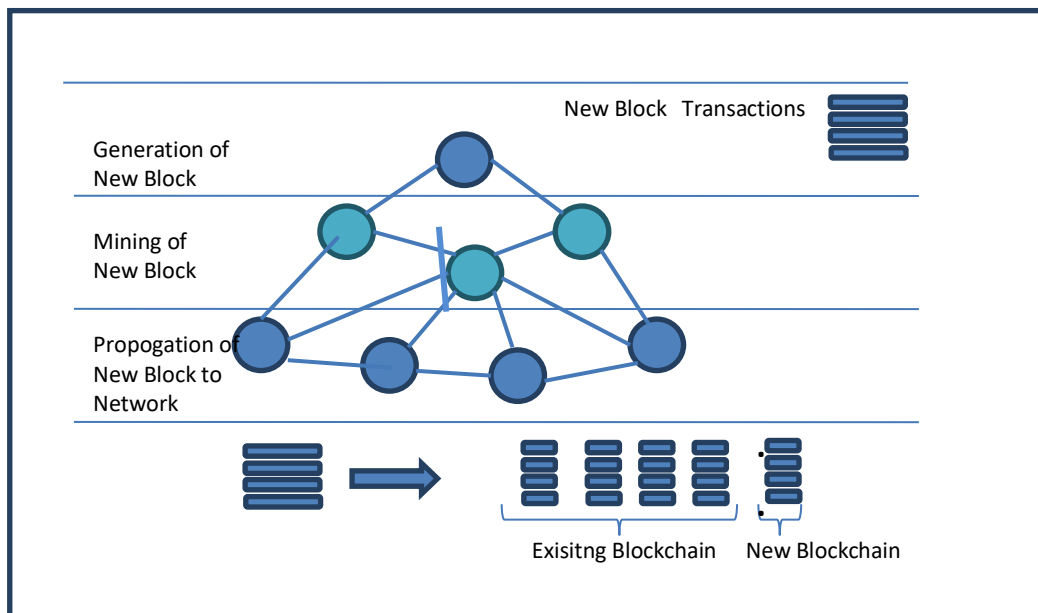 New Block Transactions
Generation of
New Block
Mining of
New Block
Propogation of
New Block to
Network
Exisitng Blockchain
New Blockchain